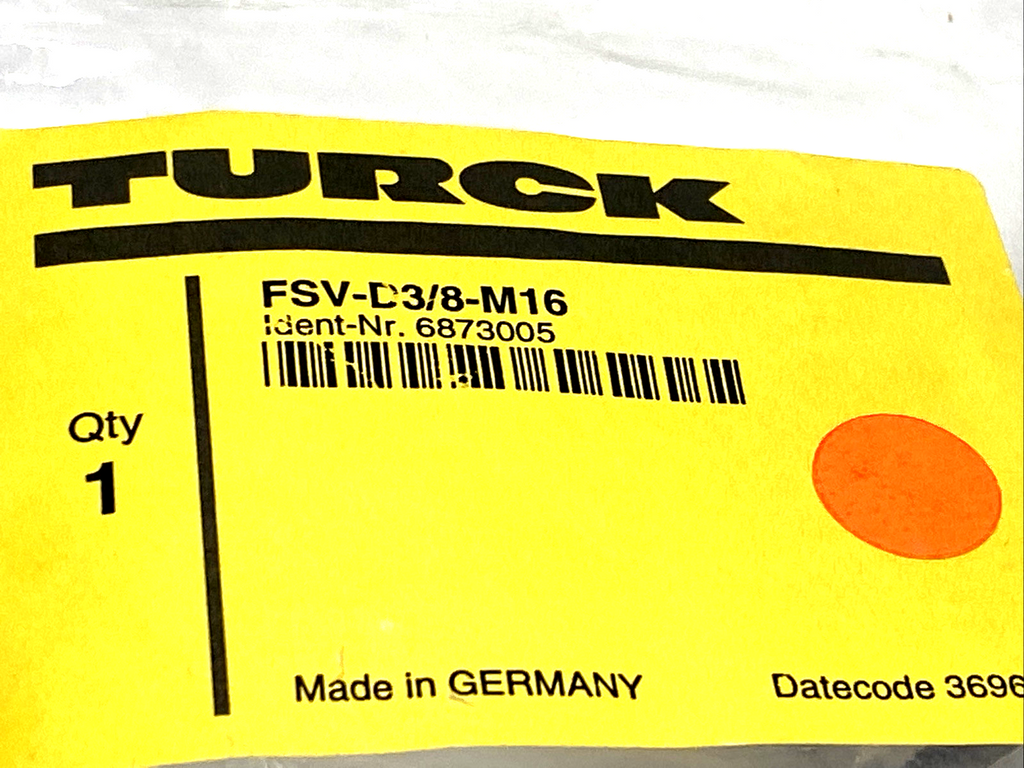 TURCK
FSV-D3/8-M16
Ident-Nr. 6873005
Qty
1
Made in GERMANY
Datecode 3696